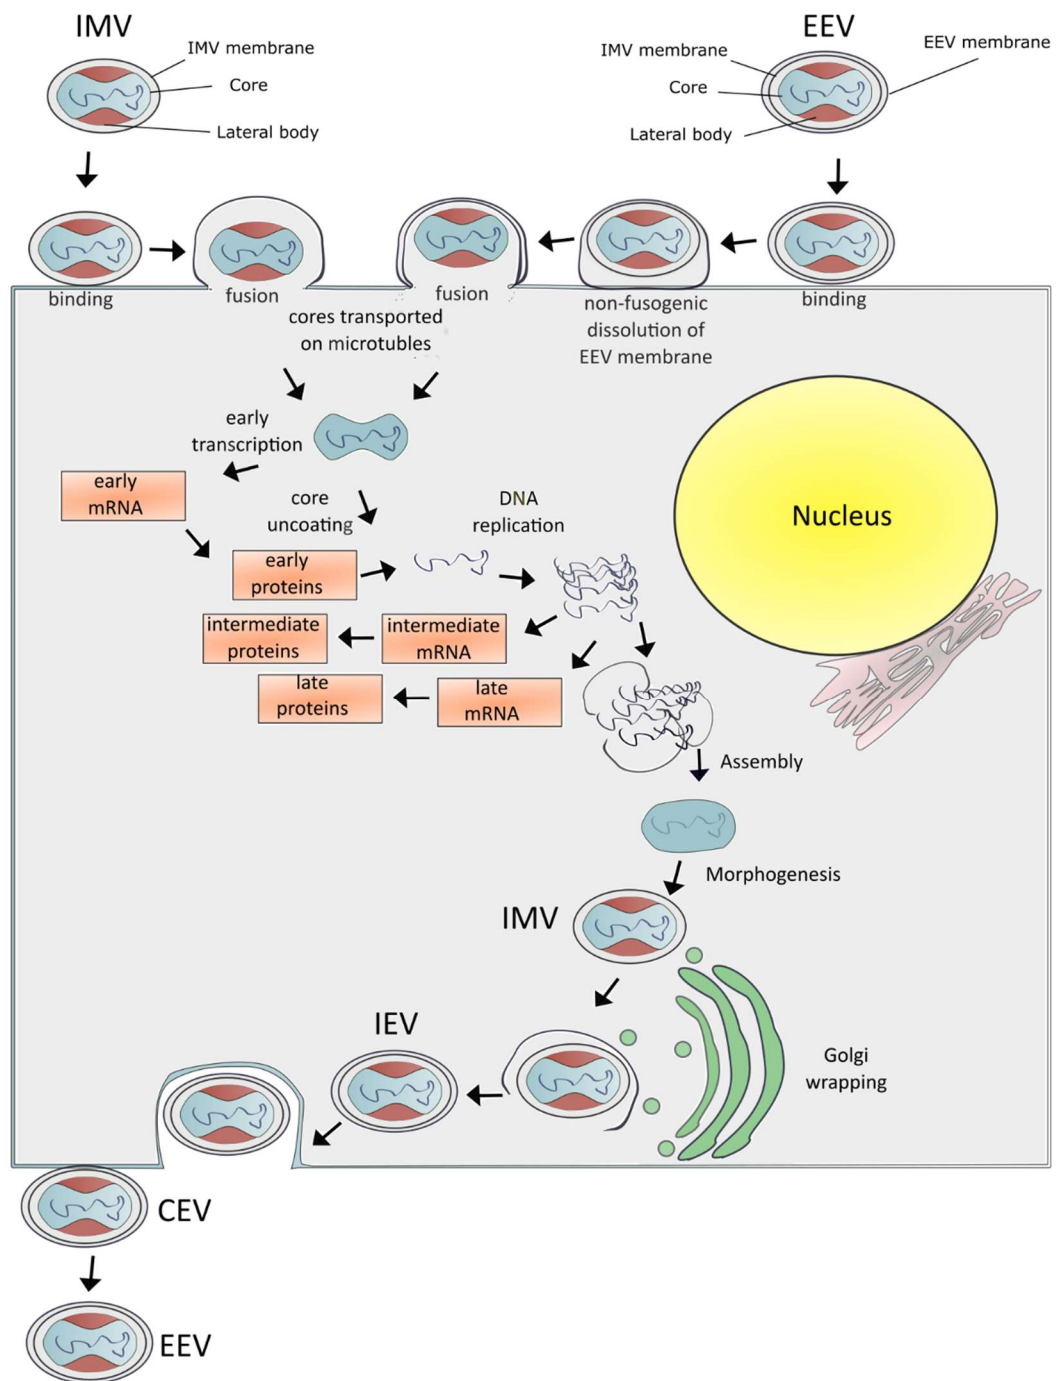 IMV
IMV membrane
Core
Lateral body
EEV
IMV membrane
EEV membrane
Core
Lateral body
binding
fusion
fusion
non-fusogenic
dissolution of
EEV membrane
binding
cores transported
on microtubles
early
transcription
early
mRNA
core
uncoating
DNA
replication
Nucleus
early
proteins
intermediate
proteins
intermediate
mRNA
late
proteins
late
mRNA
Assembly
Morphogenesis
IMV
IEV
Golgi
wrapping
CEV
EEV